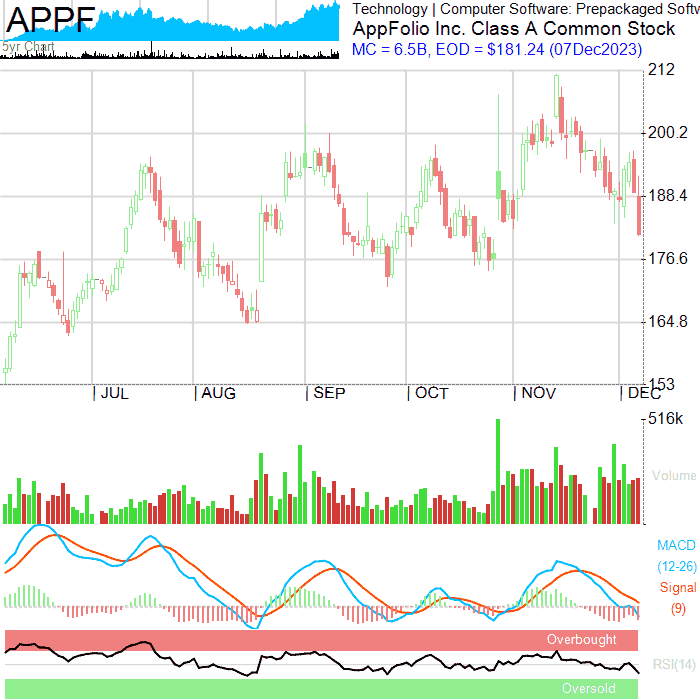 APPF
5yr Chart
Technology | Computer Software: Prepackaged Softw
AppFolio Inc. Class A Common Stock
MC = 6.5B, EOD = $181.24 (07Dec2023)
212
200.2
188.4
176.6
164.8
153
| JUL
| AUG
| SEP
| OCT
| NOV
| DEC
516k
Volume
MACD
(12-26)
Signal
(9)
Overbought
RSI(14)
Oversold